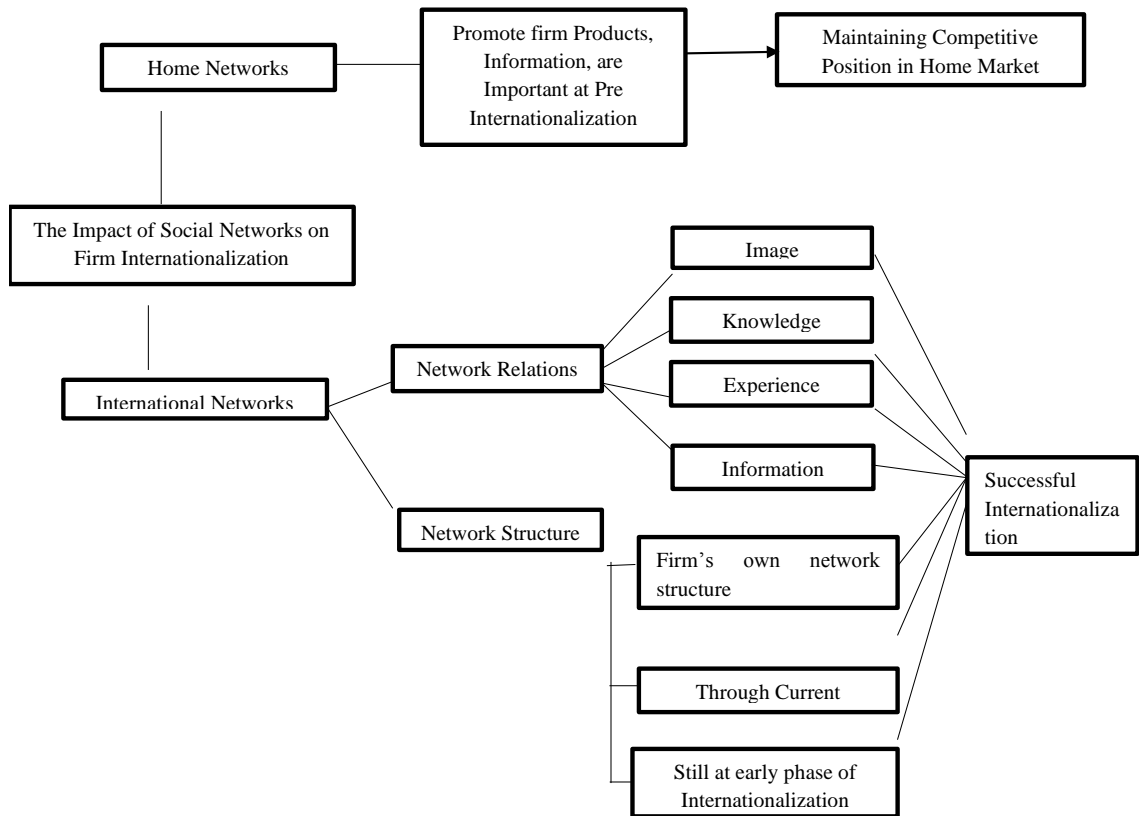 Home Networks
Promote firm Products,
Information, are
Important at Pre
Internationalization
Maintaining Competitive
Position in Home Market
The Impact of Social Networks on
Firm Internationalization
International Networks
Network Relations
Image
Knowledge
Experience
Information
Network Structure
Firm’s own network
structure
Through Current
Still at early phase of
Internationalization
Successful
Internationaliza
tion